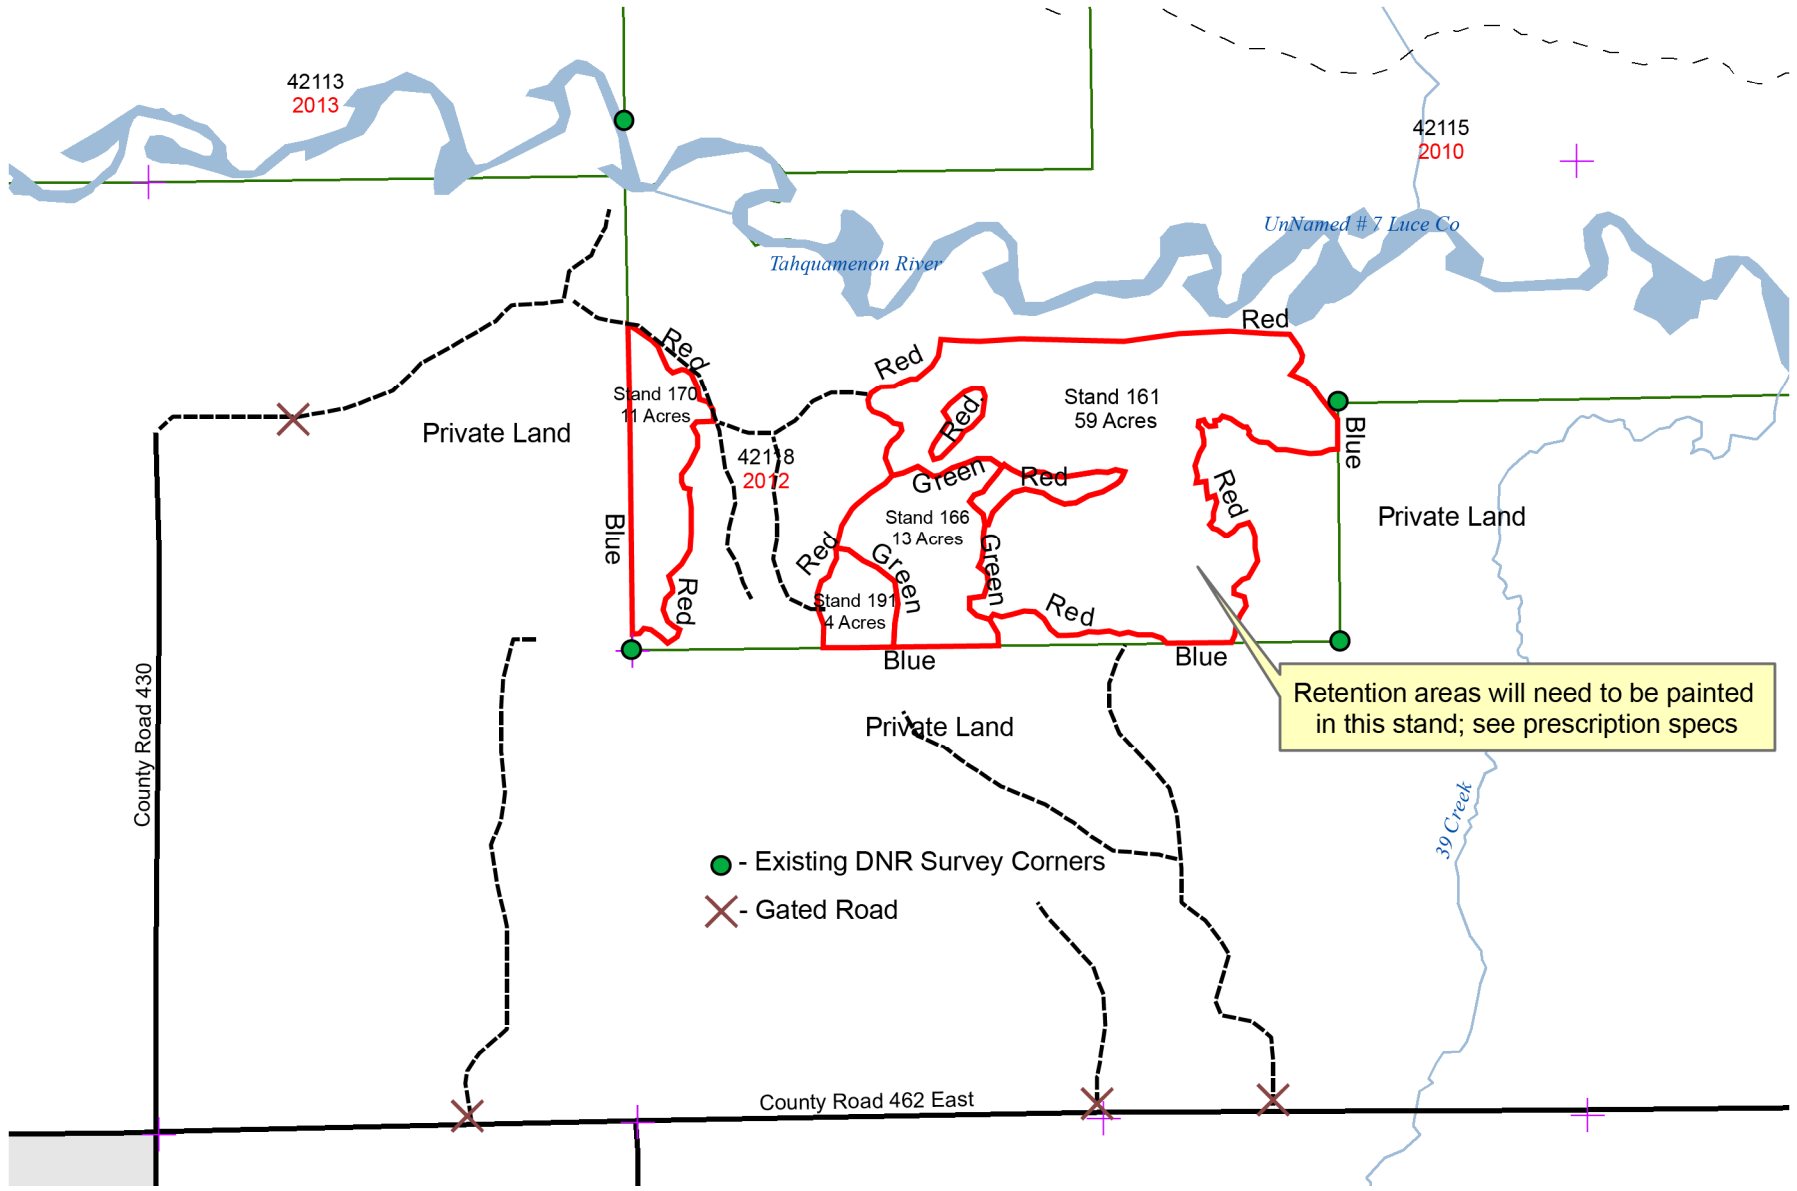 42113
2013
42115
2010
UnNamed # 7 Luce Co
Tahquamenon River
Red
Red
Red
Stand 170
11 Acres
Stand 161
59 Acres
Red
Private Land
Blue
42118
2012
Green
Red
Red
Stand 166
13 Acres
Private Land
Blue
Red
Green
Green
Red
Stand 191
4 Acres
Red
Blue
Blue
Retention areas will need to be painted
in this stand; see prescription specs
Private Land
County Road 430
39 Creek
- Existing DNR Survey Corners
- Gated Road
County Road 462 East